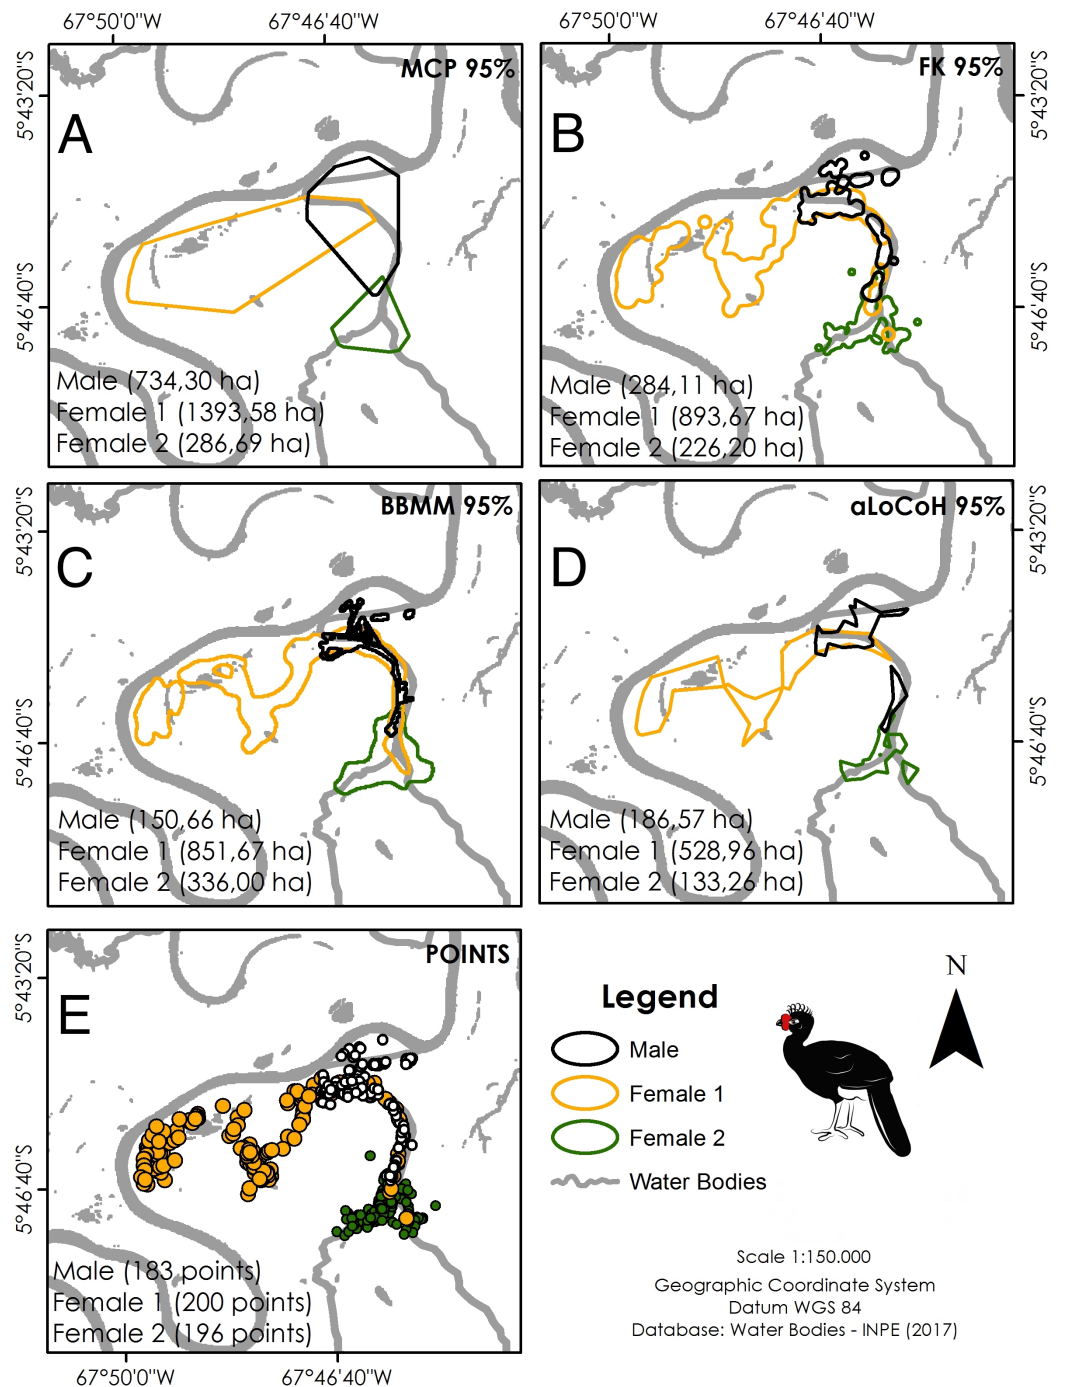 67°50'0"W 67°46'40"W 67°50'0"W 67°46'40"W
5°43'20"S
5°46'40"S
MCP 95%
A
Male (734,30 ha)
Female 1 (1393,58 ha)
Female 2 (286,69 ha)
FK 95%
B
Male (284,11 ha)
Female 1 (893,67 ha)
Female 2 (226,20 ha)
5°43'20"S
5°46'40"S
5°43'20"S
5°46'40"S
BBMM 95%
C
Male (150,66 ha)
Female 1 (851,67 ha)
Female 2 (336,00 ha)
aLoCoH 95%
D
Male (186,57 ha)
Female 1 (528,96 ha)
Female 2 (133,26 ha)
5°43'20"S
5°46'40"S
5°43'20"S
5°46'40"S
POINTS
E
Male (183 points)
Female 1 (200 points)
Female 2 (196 points)
67°50'0"W 67°46'40"W
N
Legend
Male
Female 1
Female 2
Water Bodies
Scale 1:150.000
Geographic Coordinate System
Datum WGS 84
Database: Water Bodies - INPE (2017)